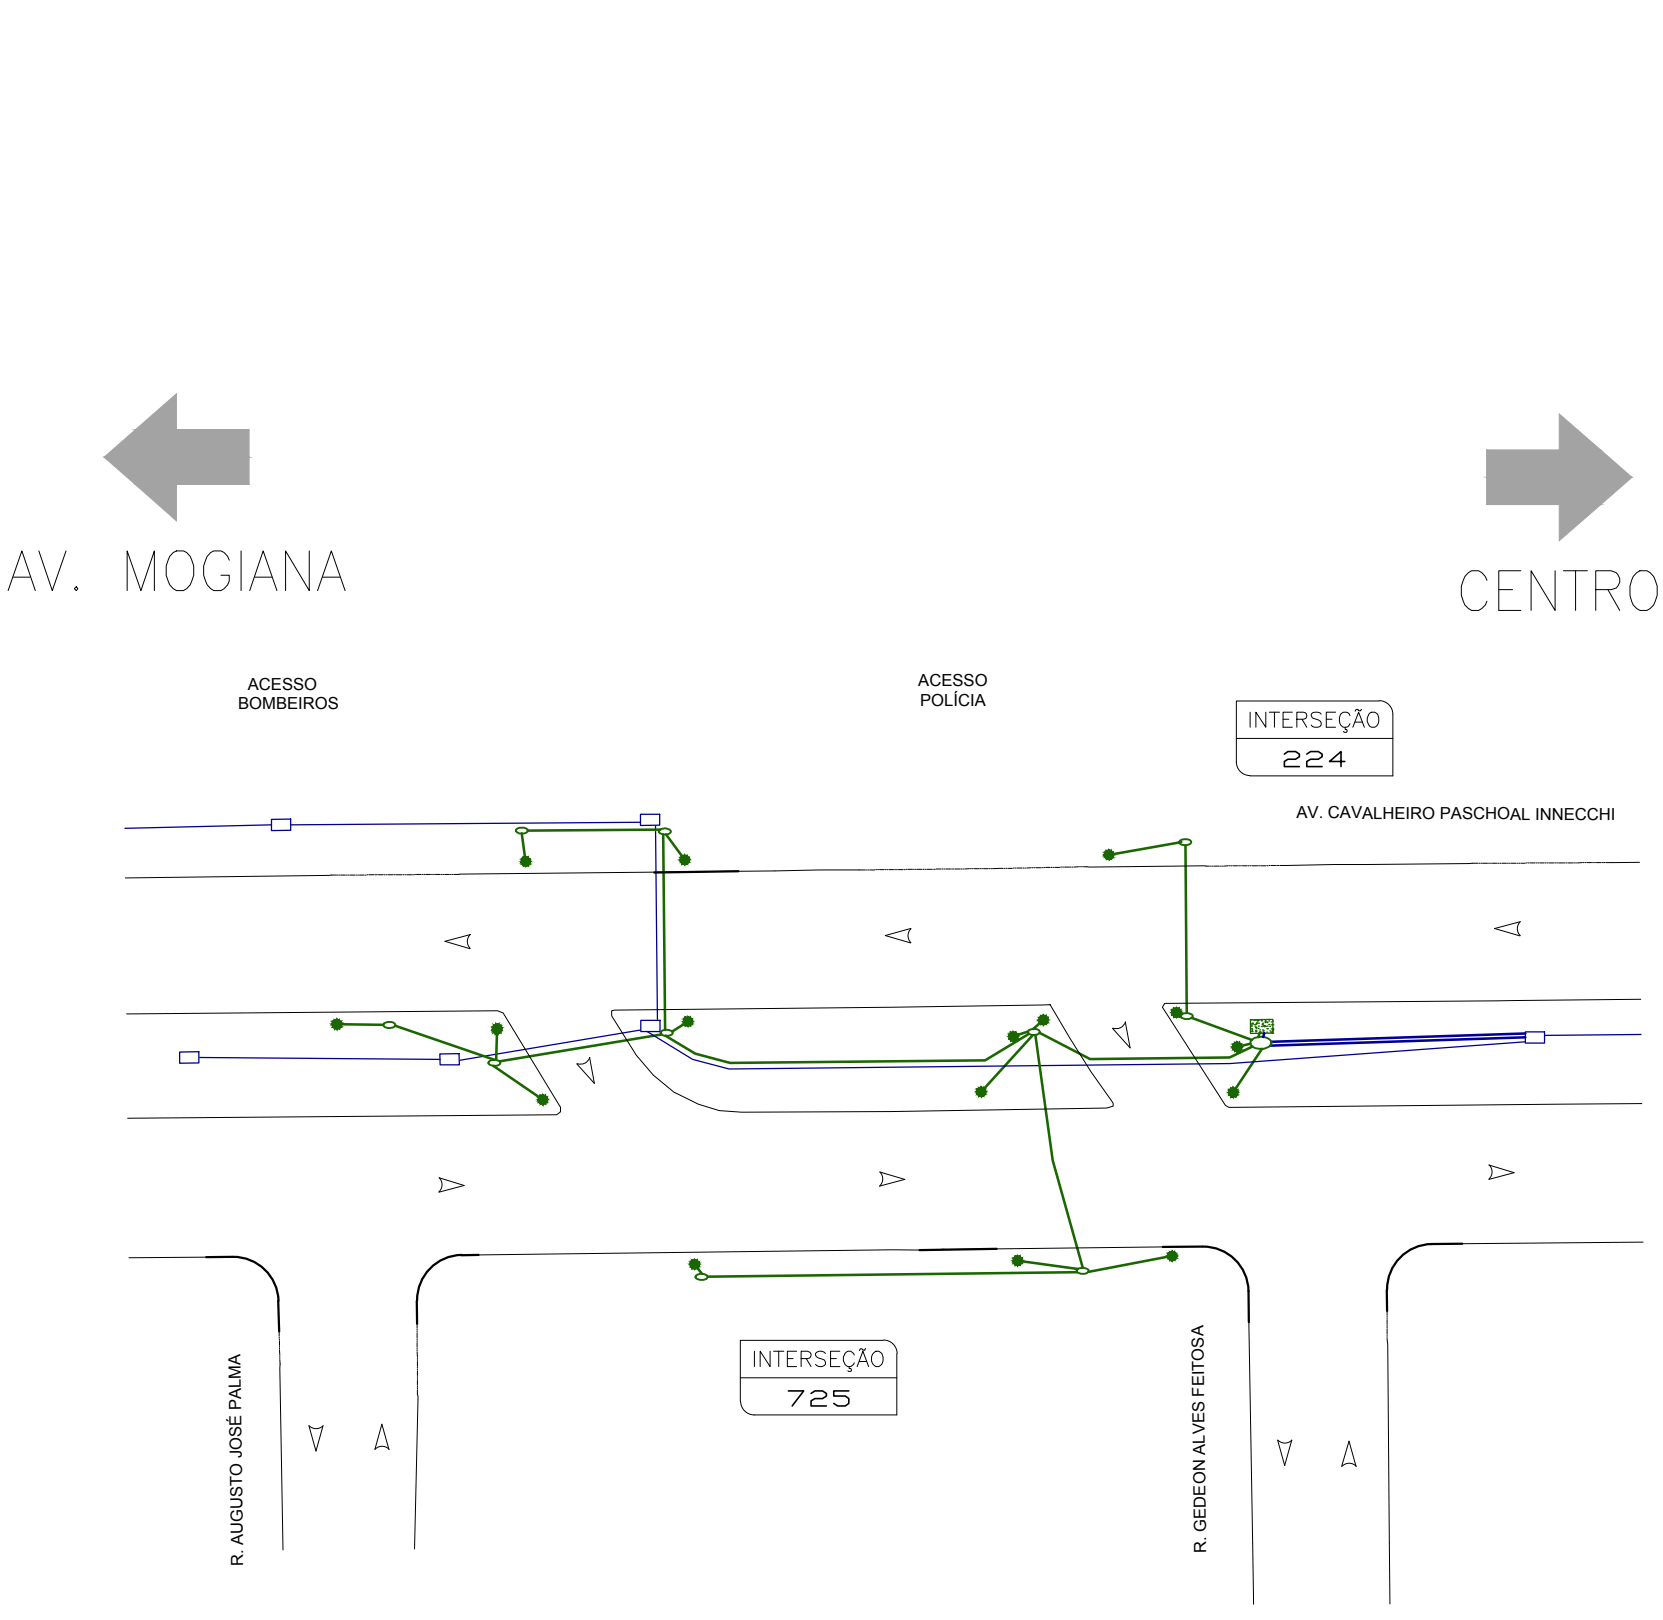 AV. MOGIANA
CENTRO
ACESSO
BOMBEIROS
ACESSO
POLÍCIA
INTERSEÇÃO
224
AV. CAVALHEIRO PASCHOAL INNECCHI
INTERSEÇÃO
725
R. AUGUSTO JOSÉ PALMA
R. GEDEON ALVES FEITOSA